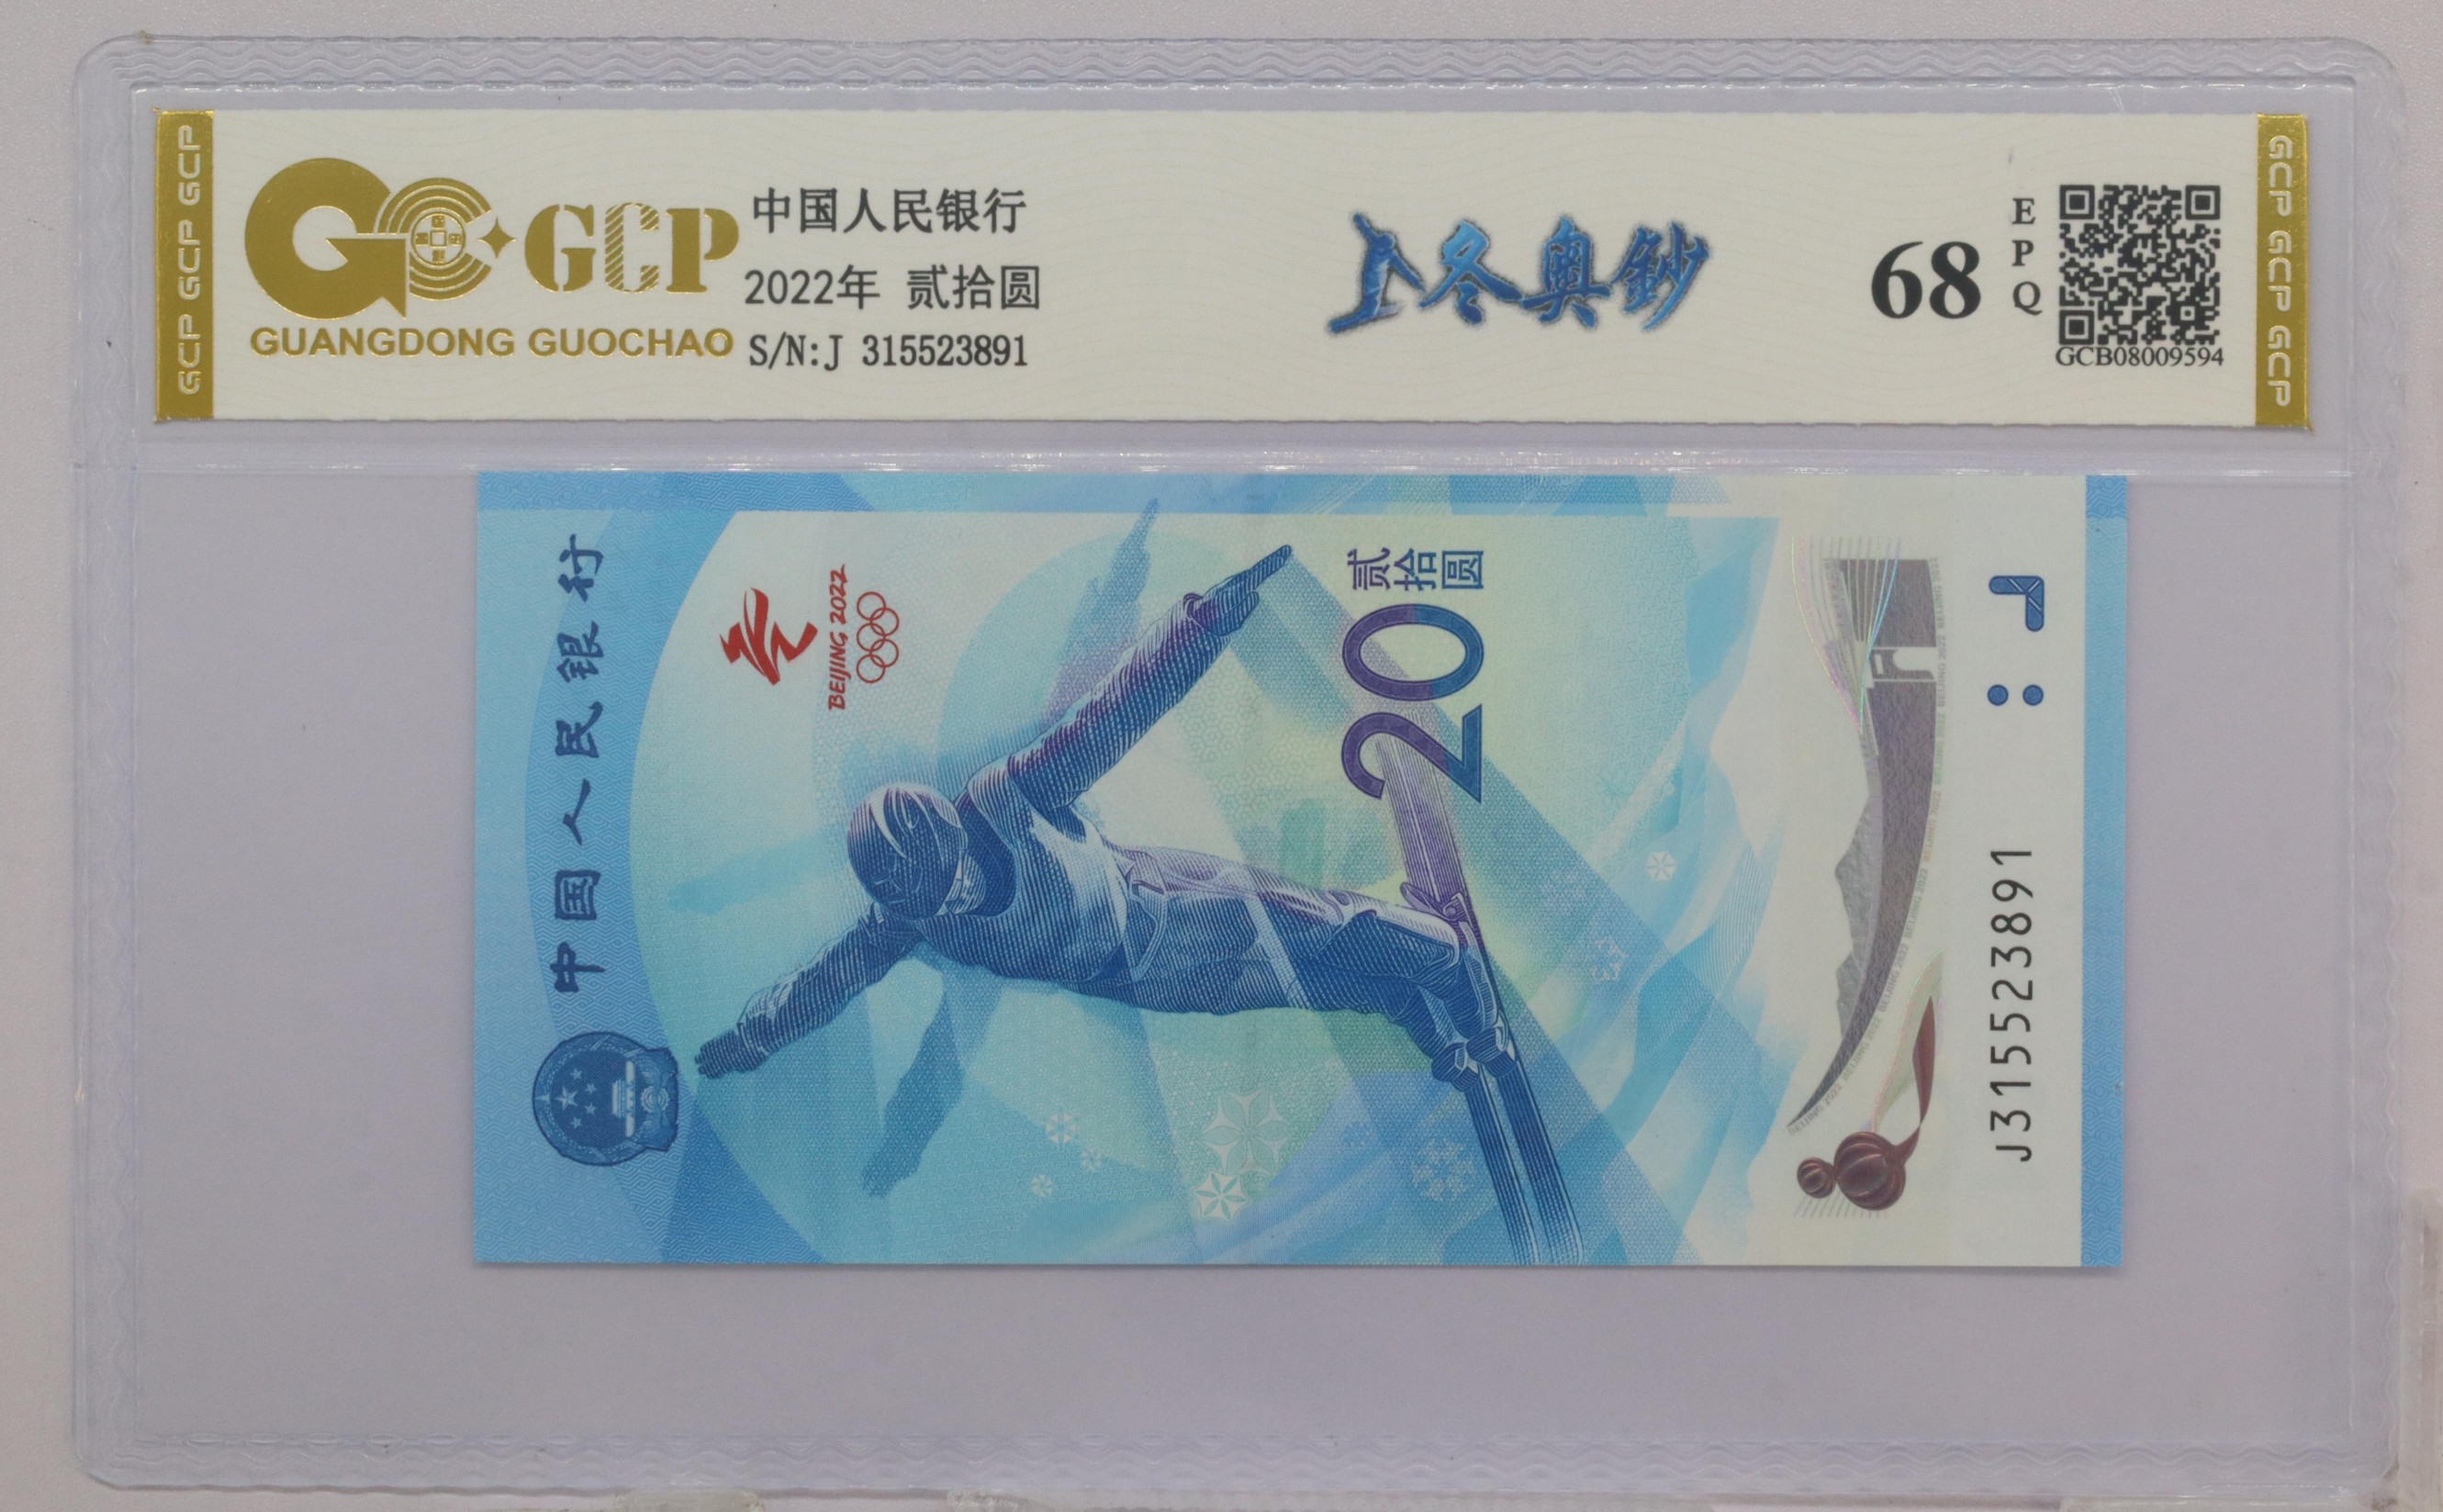 GCP GCP GCP
GCP
GUANGDONG GUOCHAO
中国人民银行
2022年 贰拾圆
S/N:J 315523891
冬奥鈔
68
EPQ
GCB08009594
GCP GCP GCP
中国人民银行
BEIJING 2022
贰拾圆
20
J315523891